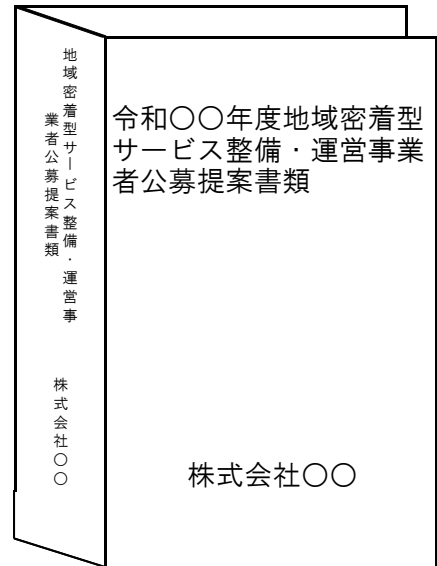 地域密着型サービス整備・運営事
業者公募提案書類
株式会社〇〇
令和〇〇年度地域密着型
サービス整備・運営事業
者公募提案書類
株式会社〇〇